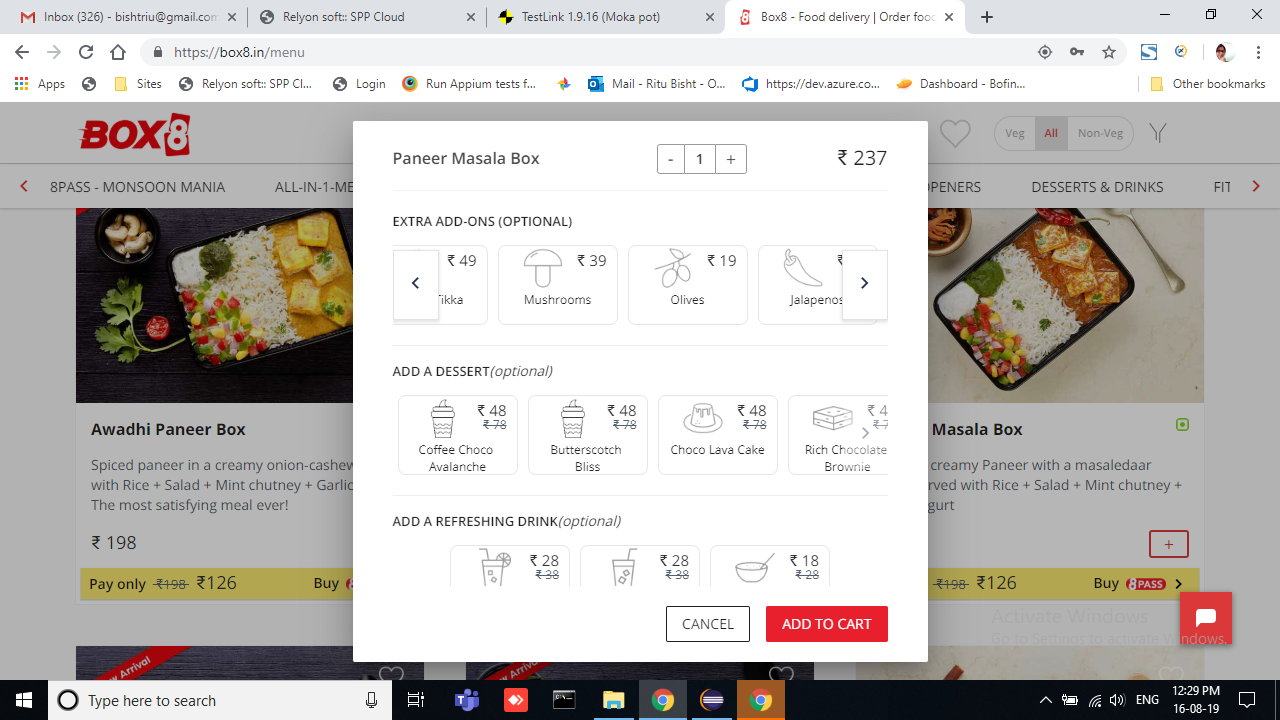 Inbox (326) - bishtriu@gmail.com
Relyon soft:: SPP Cloud
TestLink 1.9.16 (Moka pot)
Box8 - Food delivery | Order food
https://box8.in/menu
Apps
Sites
Relyon soft:: SPP Cl...
Login
Run Appium tests f...
Mail - Ritu Bisht - O...
https://dev.azure.co...
Dashboard - Bofin...
Other bookmarks
BOX8
Veg All Non-Veg
8PASS - MONSOON MANIA
ALL-IN-1-ME
OPENERS
DESSERTS & DRINKS
FIT
Paneer Masala Box
- 1 +
₹ 237
EXTRA ADD-ONS (OPTIONAL)
₹ 49
Tikka
₹ 39
Mushrooms
₹ 19
Olives
₹
Jalapenos
ADD A DESSERT(optional)
₹ 48
₹ 78
Coffee Choco
Avalanche
₹ 48
₹ 78
Butterscotch
Bliss
₹ 48
₹ 78
Choco Lava Cake
₹ 4
₹ 7
Rich Chocolate
Brownie
ADD A REFRESHING DRINK(optional)
₹ 28
₹ 38
₹ 28
₹ 38
₹ 18
₹ 28
CANCEL
ADD TO CART
Awadhi Paneer Box
Spiced paneer in a creamy onion-cashew
with Rice + Salad + Mint chutney + Garlic
The most satisfying meal ever!
₹ 198
Pay only ₹198 ₹126
Buy 8
Masala Box
creamy Paneer with a masaledaar
rved with Rice + Salad + Mint chutney +
gurt
+
₹198 ₹126
Buy 8PASS
New Arrival
New Arrival
Activate Windows
Go to Settings to activate Windows.
Type here to search
ENG
12:29 PM
16-08-19